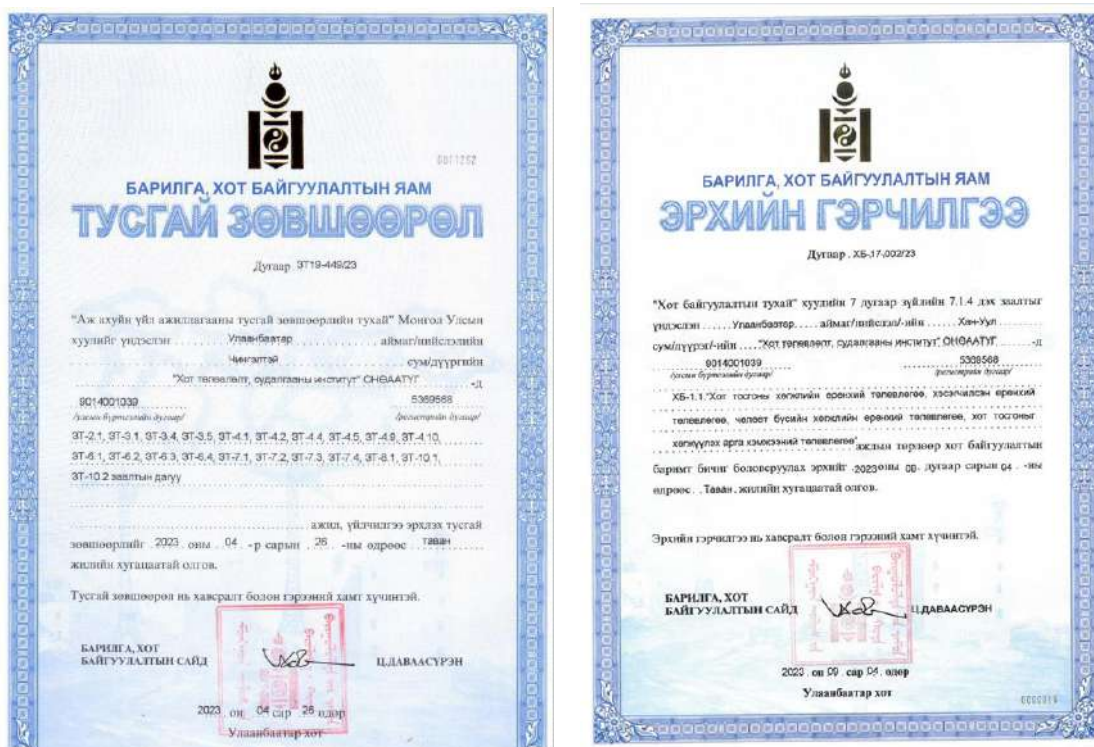 0011252
БАРИЛГА, ХОТ БАЙГУУЛАЛТЫН ЯАМ
ТУСГАЙ ЗӨВШӨӨРӨЛ
Дугаар ЗТ19-449/23
"Аж ахуйн үйл ажиллагааны тусгай зөвшөөрлийн тухай" Монгол Улсын
хуулийг үндэслэн Улаанбаатар аймаг/нийслэлийн
Чингэлтэй сум/дүүргийн
"Хот төлөвлөлт, судалгааны институт" ОНӨААТҮГ -д
9014001039 5369568
/улсын бүртгэлийн дугаар/ /регистрийн дугаар/
ЗТ-2.1, ЗТ-3.1, ЗТ-3.4, ЗТ-3.5, ЗТ-4.1, ЗТ-4.2, ЗТ-4.4, ЗТ-4.5, ЗТ-4.9, ЗТ-4.10,
ЗТ-6.1, ЗТ-6.2, ЗТ-6.3, ЗТ-6.4, ЗТ-7.1, ЗТ-7.2, ЗТ-7.3, ЗТ-7.4, ЗТ-8.1, ЗТ-10.1,
ЗТ-10.2 заалтын дагуу
ажил, үйлчилгээ эрхлэх тусгай
зөвшөөрлийг 2023 оны 04 -р сарын 26 -ны өдрөөс таван
жилийн хугацаатай олгов.
Тусгай зөвшөөрөл нь хавсралт болон гэрээний хамт хүчинтэй.
БАРИЛГА, ХОТ
БАЙГУУЛАЛТЫН САЙД Ц.ДАВААСҮРЭН
2023 он 04 сар 26 өдөр
Улаанбаатар хот
БАРИЛГА, ХОТ БАЙГУУЛАЛТЫН ЯАМ
ЭРХИЙН ГЭРЧИЛГЭЭ
Дугаар ХБ-17-002/23
"Хот байгуулалтын тухай" хуулийн 7 дугаар зүйлийн 7.1.4 дэх заалтыг
үндэслэн Улаанбаатар аймаг/нийслэл/-ийн Хан-Уул
сум/дүүрэг/-ийн "Хот төлөвлөлт, судалгааны институт" ОНӨААТҮГ -д
9014001039 5369568
/улсын бүртгэлийн дугаар/ /регистрийн дугаар/
ХБ-1.1."Хот тосгоны хөгжлийн ерөнхий төлөвлөгөө, хэсэгчилсэн ерөнхий
төлөвлөгөө, чөлөөт бүсийн хөгжлийн ерөнхий төлөвлөгөө, хот тосгоныг
хөгжүүлэх арга хэмжээний төлөвлөгөө" ажлын төрлөөр хот байгуулалтын
баримт бичиг боловсруулах эрхийг 2023 оны 09 дугаар сарын 04 -ны
өдрөөс Таван жилийн хугацаатай олгов.
Эрхийн гэрчилгээ нь хавсралт болон гэрээний хамт хүчинтэй.
БАРИЛГА, ХОТ
БАЙГУУЛАЛТЫН САЙД Ц.ДАВААСҮРЭН
2023 он 09 сар 04 өдөр
Улаанбаатар хот